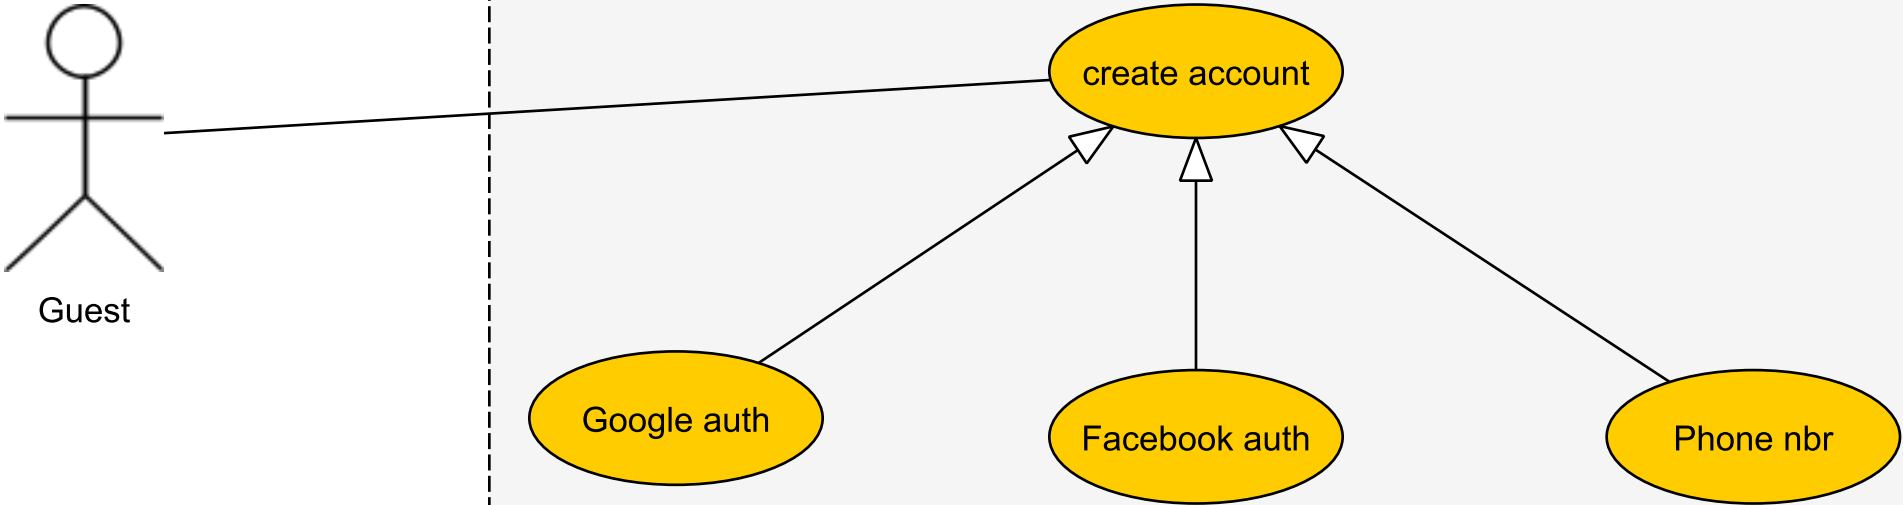 create account
Guest
Google auth
Facebook auth
Phone nbr